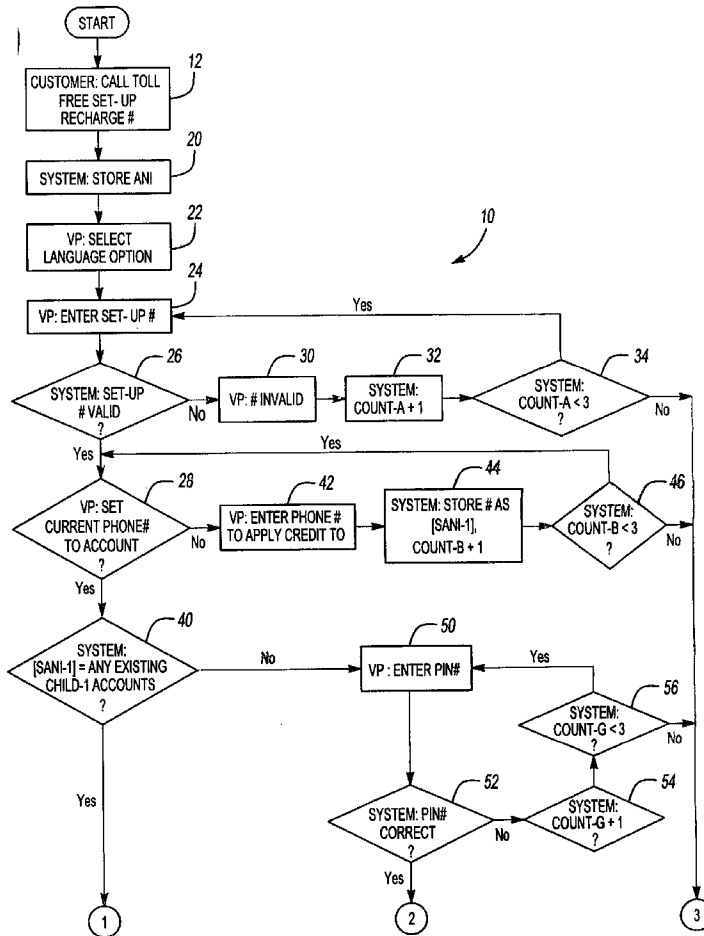 START
12
CUSTOMER: CALL TOLL
FREE SET- UP
RECHARGE #
20
SYSTEM: STORE ANI
22
VP: SELECT
LANGUAGE OPTION
10
24
VP: ENTER SET- UP #
Yes
26
SYSTEM: SET-UP
# VALID
?
No
Yes
30
VP: # INVALID
32
SYSTEM:
COUNT-A + 1
34
SYSTEM:
COUNT-A < 3
?
No
Yes
28
VP: SET
CURRENT PHONE#
TO ACCOUNT
?
No
Yes
42
VP: ENTER PHONE #
TO APPLY CREDIT TO
44
SYSTEM: STORE # AS
[SANI-1],
COUNT-B + 1
46
SYSTEM:
COUNT-B < 3
?
No
40
SYSTEM:
[SANI-1] = ANY EXISTING
CHILD-1 ACCOUNTS
?
No
Yes
50
VP : ENTER PIN#
Yes
56
SYSTEM:
COUNT-G < 3
?
No
52
SYSTEM: PIN#
CORRECT
?
No
Yes
54
SYSTEM:
COUNT-G + 1
?
1
2
3